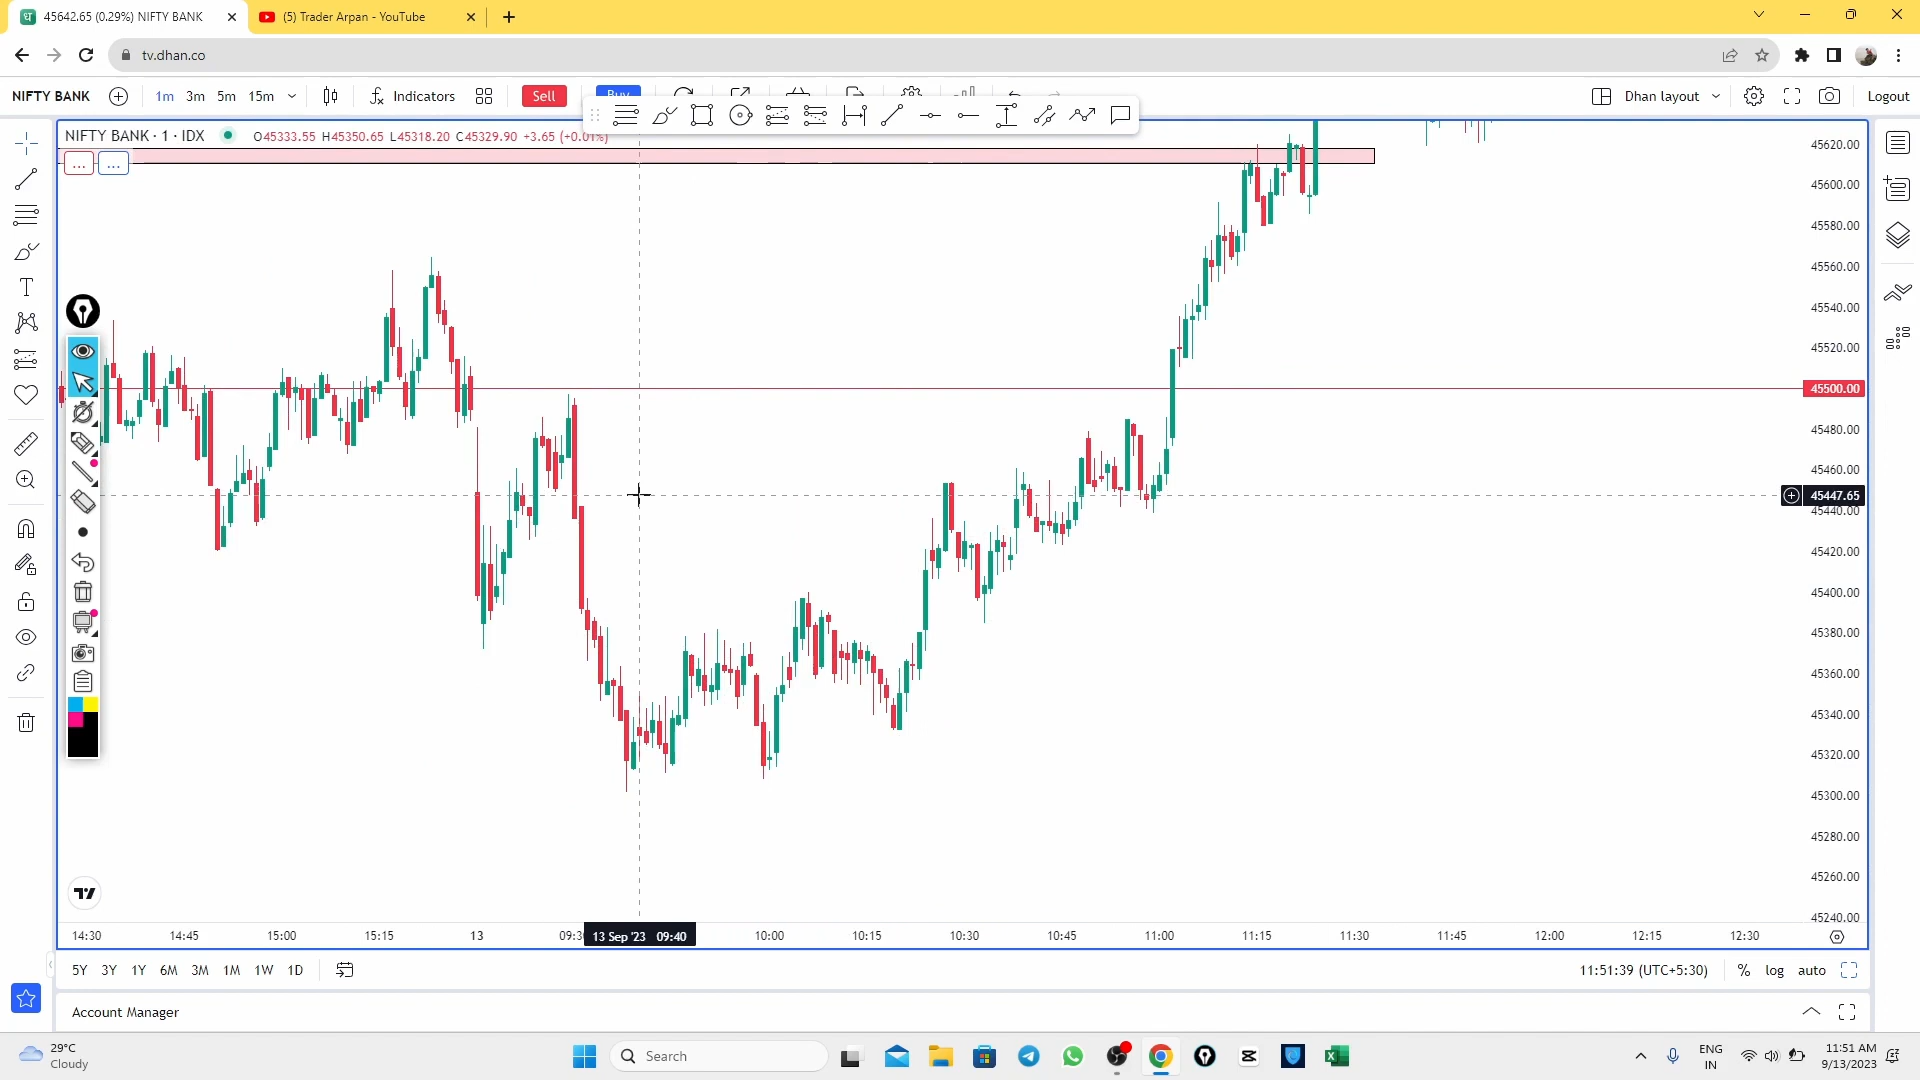 45642.65 (0.29%) NIFTY BANK
(5) Trader Arpan - YouTube
tv.dhan.co
NIFTY BANK
1m 3m 5m 15m
Indicators
Sell
Buy
Dhan layout
Logout
NIFTY BANK · 1 · IDX
O45333.55 H45350.65 L45318.20 C45329.90 +3.65 (+0.01%)
...
...
45620.00
45600.00
45580.00
45560.00
45540.00
45520.00
45500.00
45480.00
45460.00
45447.65
45440.00
45420.00
45400.00
45380.00
45360.00
45340.00
45320.00
45300.00
45280.00
45260.00
45240.00
14:30 14:45 15:00 15:15 13 09:30 13 Sep '23 09:40 10:00 10:15 10:30 10:45 11:00 11:15 11:30 11:45 12:00 12:15 12:30
5Y 3Y 1Y 6M 3M 1M 1W 1D
11:51:39 (UTC+5:30)
% log auto
Account Manager
29°C
Cloudy
Search
ENG
IN
11:51 AM
9/13/2023